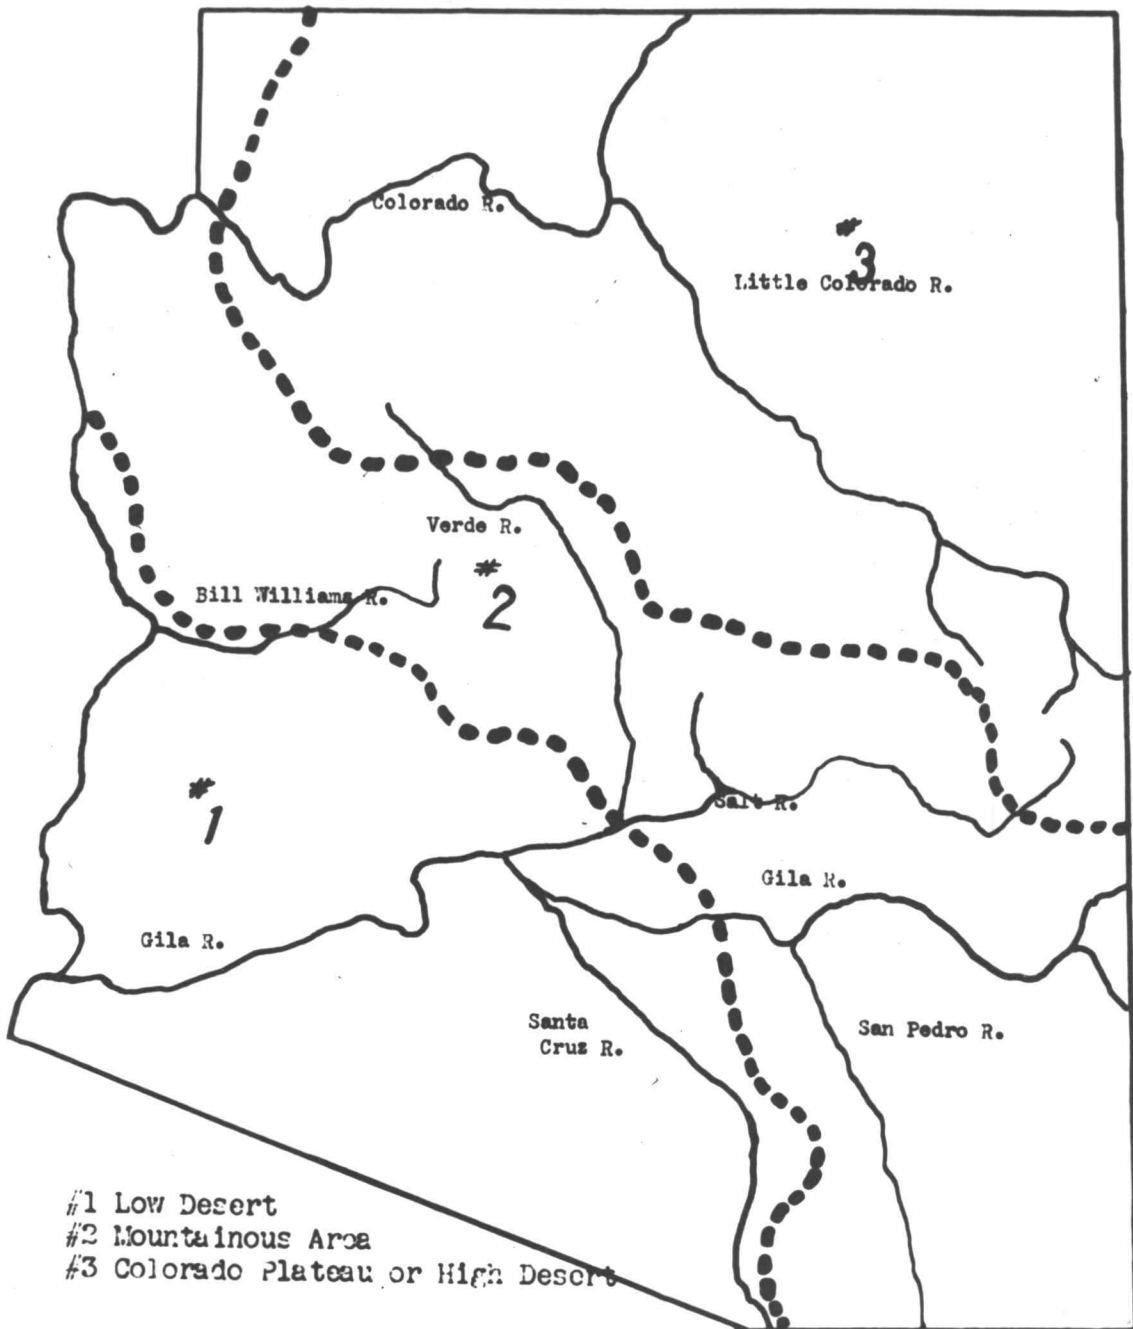 Colorado R.
#3
Little Colorado R.
Verde R.
#2
Bill Williams R.
#1
Salt R.
Gila R.
Gila R.
Santa
Cruz R.
San Pedro R.
#1 Low Desert
#2 Mountainous Area
#3 Colorado Plateau or High Desert